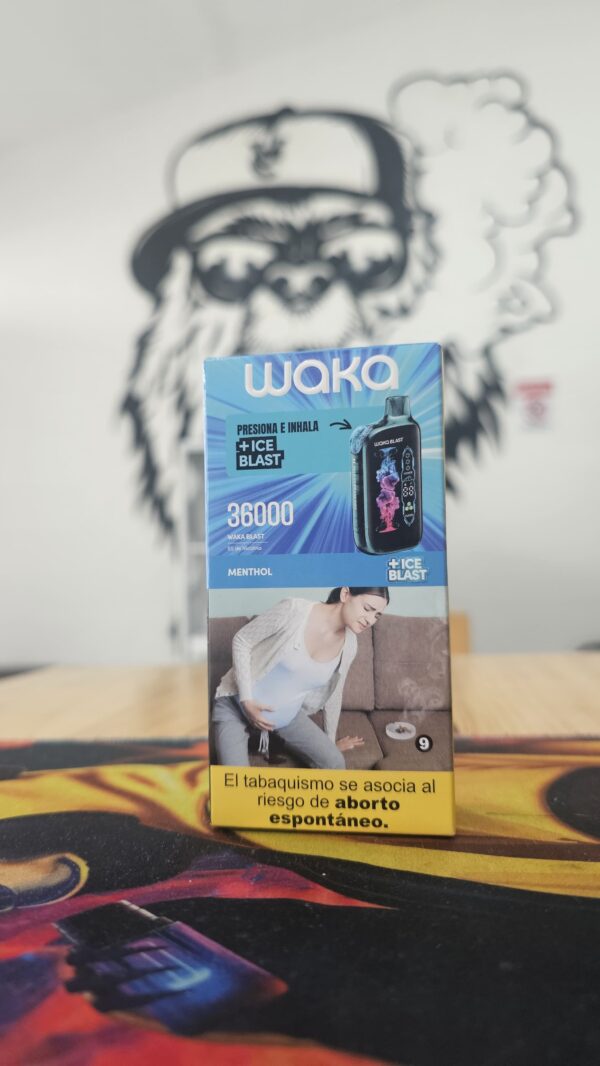 waka
PRESIONA E INHALA
+ICE
BLAST
WAKA BLAST
36000
WAKA BLAST
MENTHOL
+ICE
BLAST
9
El tabaquismo se asocia al
riesgo de aborto
espontáneo.